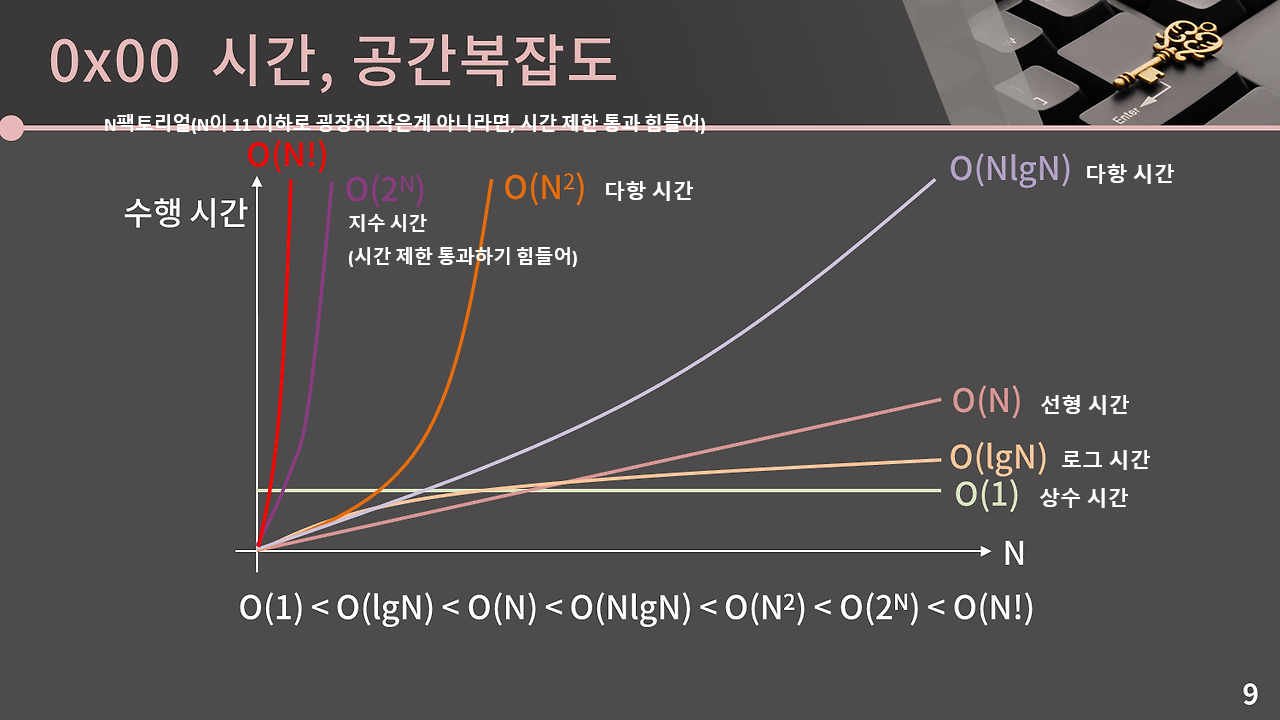 0x00 시간, 공간복잡도
N팩토리얼(N이 11 이하로 굉장히 작은게 아니라면, 시간 제한 통과 힘들어)
O(N!)
수행 시간
O(2ᴺ)
지수 시간
(시간 제한 통과하기 힘들어)
O(N²) 다항 시간
O(NlgN) 다항 시간
O(N) 선형 시간
O(lgN) 로그 시간
O(1) 상수 시간
N
O(1) < O(lgN) < O(N) < O(NlgN) < O(N²) < O(2ᴺ) < O(N!)
Enter
9